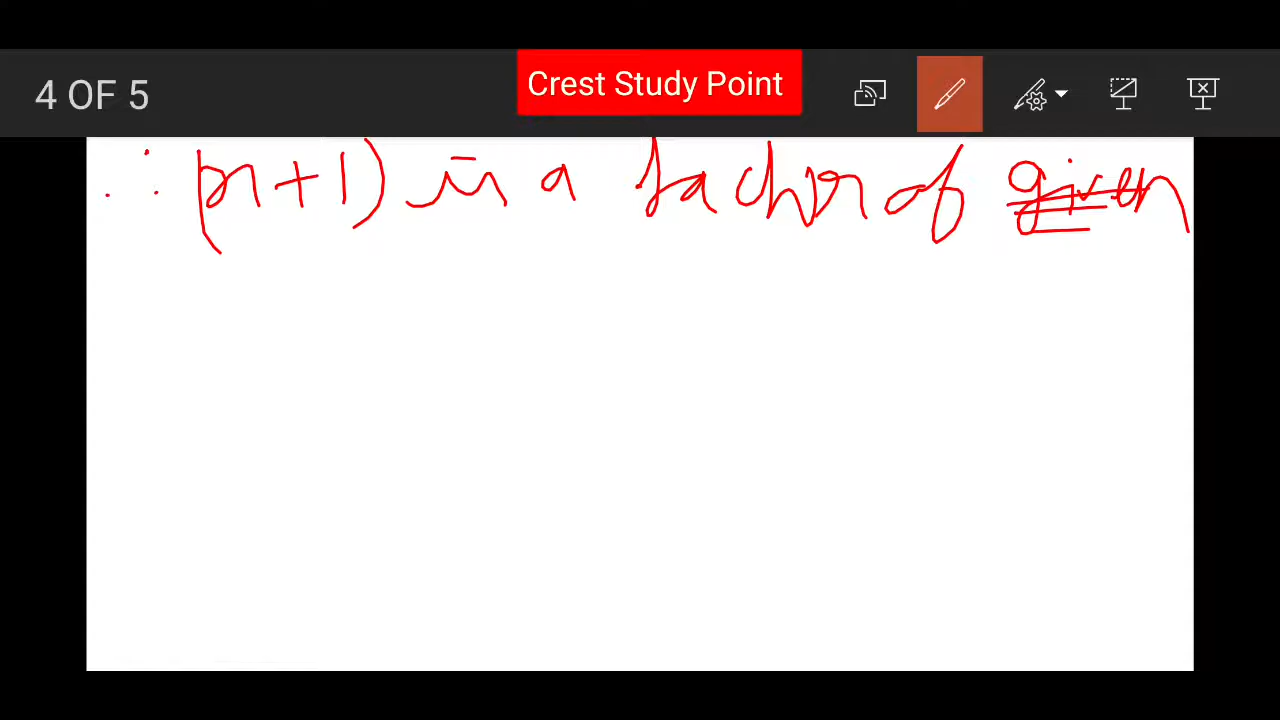 4 OF 5
Crest Study Point
∴ (x+1) is a factor of given